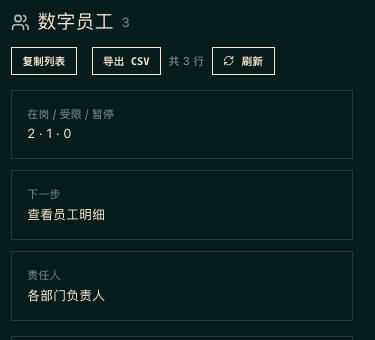 数字员工 3
复制列表 导出 CSV 共 3 行 刷新
在岗 / 受限 / 暂停
2 · 1 · 0
下一步
查看员工明细
责任人
各部门负责人